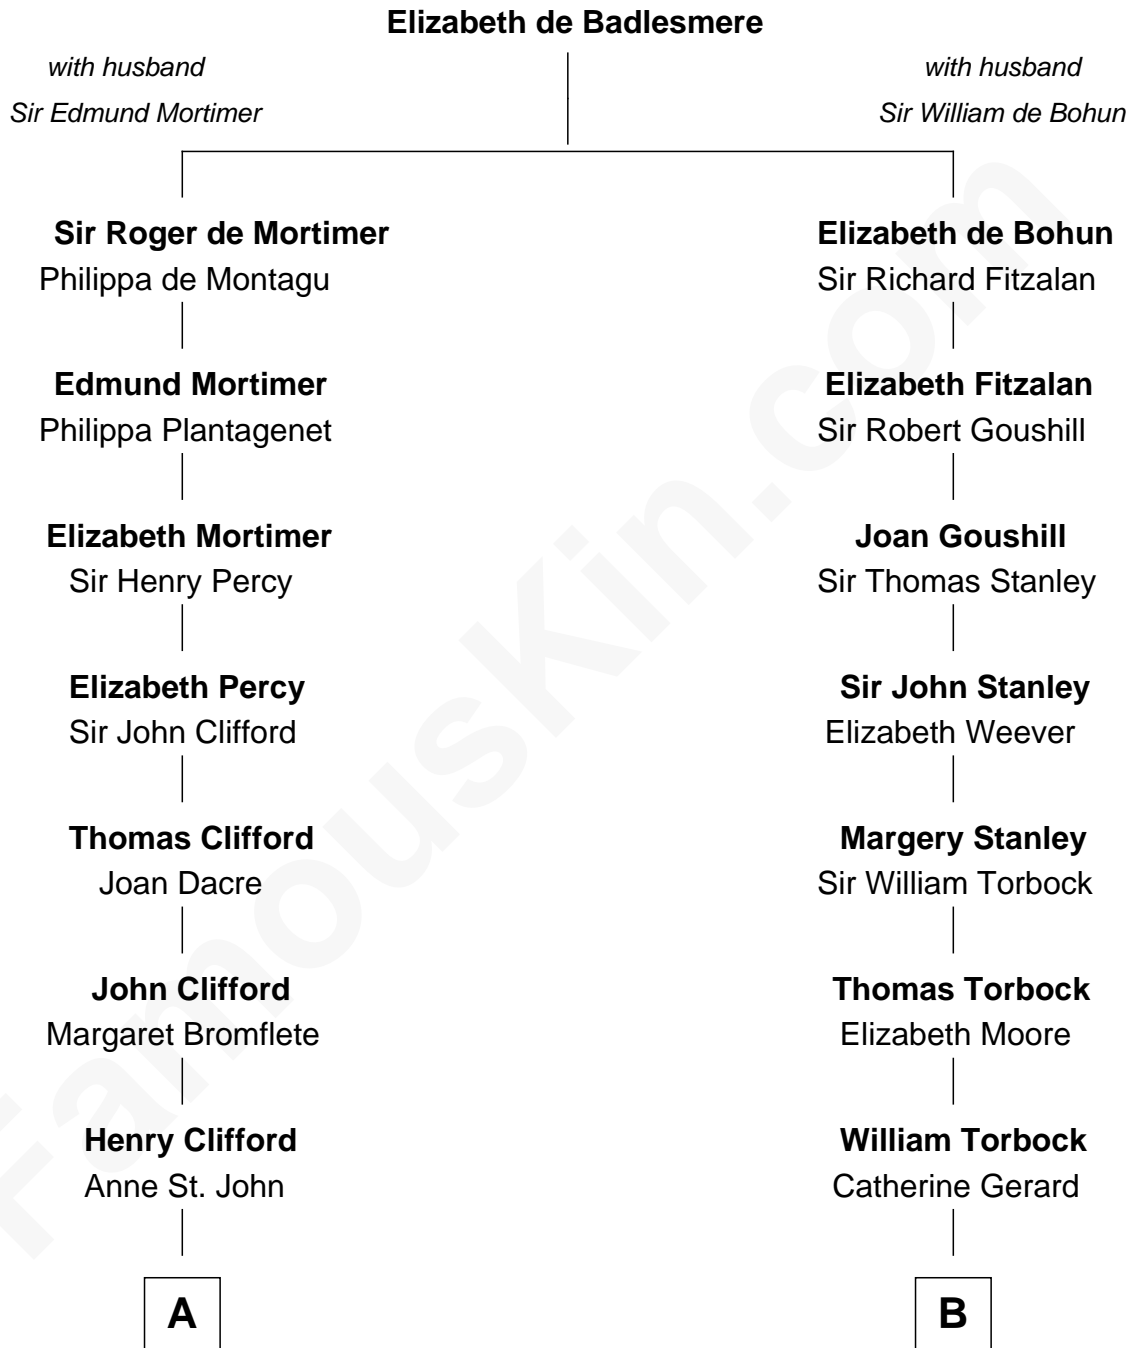 Elizabeth de Badlesmere
with husband
Sir Edmund Mortimer
with husband
Sir William de Bohun
Sir Roger de Mortimer
Philippa de Montagu
Elizabeth de Bohun
Sir Richard Fitzalan
Edmund Mortimer
Philippa Plantagenet
Elizabeth Fitzalan
Sir Robert Goushill
Elizabeth Mortimer
Sir Henry Percy
Joan Goushill
Sir Thomas Stanley
Elizabeth Percy
Sir John Clifford
Sir John Stanley
Elizabeth Weever
Thomas Clifford
Joan Dacre
Margery Stanley
Sir William Torbock
John Clifford
Margaret Bromflete
Thomas Torbock
Elizabeth Moore
Henry Clifford
Anne St. John
William Torbock
Catherine Gerard
A
B
FamousKin.com